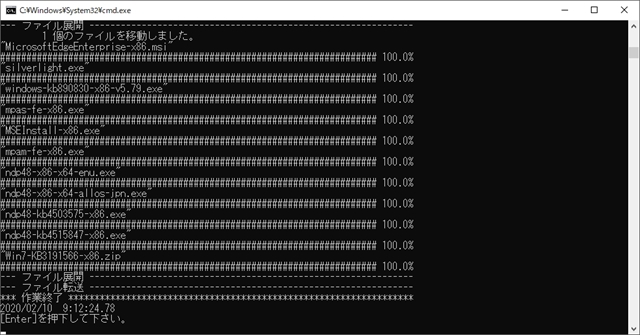 C:¥Windows¥System32¥cmd.exe
--- ファイル展開 ------------------------------------------------------
1 個のファイルを移動しました。
"MicrosoftEdgeEnterprise-x86.msi"
######################################################################## 100.0%
"silverlight.exe"
######################################################################## 100.0%
"windows-kb890830-x86-v5.79.exe"
######################################################################## 100.0%
"mpas-fe-x86.exe"
######################################################################## 100.0%
"MSEInstall-x86.exe"
######################################################################## 100.0%
"mpam-fe-x86.exe"
######################################################################## 100.0%
"ndp48-x86-x64-enu.exe"
######################################################################## 100.0%
"ndp48-x86-x64-allos-jpn.exe"
######################################################################## 100.0%
"ndp48-kb4503575-x86.exe"
######################################################################## 100.0%
"ndp48-kb4515847-x86.exe"
######################################################################## 100.0%
"Win7-KB3191566-x86.zip"
######################################################################## 100.0%
--- ファイル展開 ------------------------------------------------------
--- ファイル転送 ------------------------------------------------------
*** 作業終了 **********************************************************
2020/02/10  9:12:24.78
[Enter]を押下して下さい。